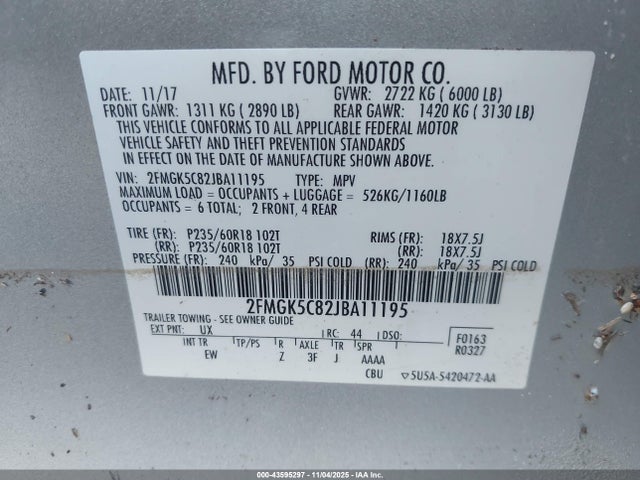 MFD. BY FORD MOTOR CO.
DATE: 11/17 GVWR: 2722 KG ( 6000 LB)
FRONT GAWR: 1311 KG ( 2890 LB) REAR GAWR: 1420 KG ( 3130 LB)
THIS VEHICLE CONFORMS TO ALL APPLICABLE FEDERAL MOTOR
VEHICLE SAFETY AND THEFT PREVENTION STANDARDS
IN EFFECT ON THE DATE OF MANUFACTURE SHOWN ABOVE.
VIN: 2FMGK5C82JBA11195 TYPE: MPV
MAXIMUM LOAD = OCCUPANTS + LUGGAGE = 526KG/1160LB
OCCUPANTS = 6 TOTAL; 2 FRONT, 4 REAR
TIRE (FR): P235/60R18 102T RIMS (FR): 18X7.5J
(RR): P235/60R18 102T (RR): 18X7.5J
PRESSURE (FR): 240 kPa/ 35 PSI COLD (RR): 240 kPa/ 35 PSI COLD
2FMGK5C82JBA11195
TRAILER TOWING - SEE OWNER GUIDE
EXT PNT: UX RC: 44 DSO: F0163
INT TR TP/PS R AXLE TR SPR R0327
EW Z 3F J AAAA
CBU 5U5A-5420472-AA
000-43595297 - 11/04/2025 - IAAI.COM